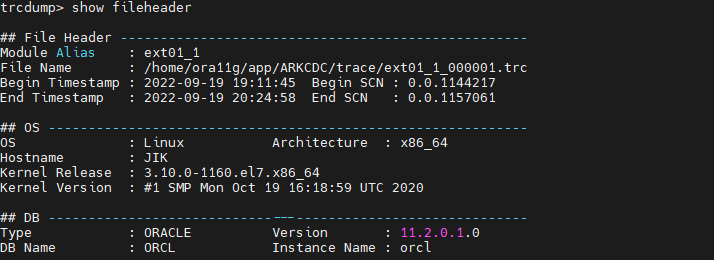 trcdump> show fileheader
## File Header ---------------------------------------------------
Module Alias    : ext01_1
File Name       : /home/ora11g/app/ARKCDC/trace/ext01_1_000001.trc
Begin Timestamp : 2022-09-19 19:11:45  Begin SCN : 0.0.1144217
End Timestamp   : 2022-09-19 20:24:58  End SCN   : 0.0.1157061
## OS ------------------------------------------------------------
OS              : Linux           Architecture  : x86_64
Hostname        : JIK
Kernel Release  : 3.10.0-1160.el7.x86_64
Kernel Version  : #1 SMP Mon Oct 19 16:18:59 UTC 2020
## DB ------------------------------------------------------------
Type            : ORACLE          Version       : 11.2.0.1.0
DB Name         : ORCL            Instance Name : orcl